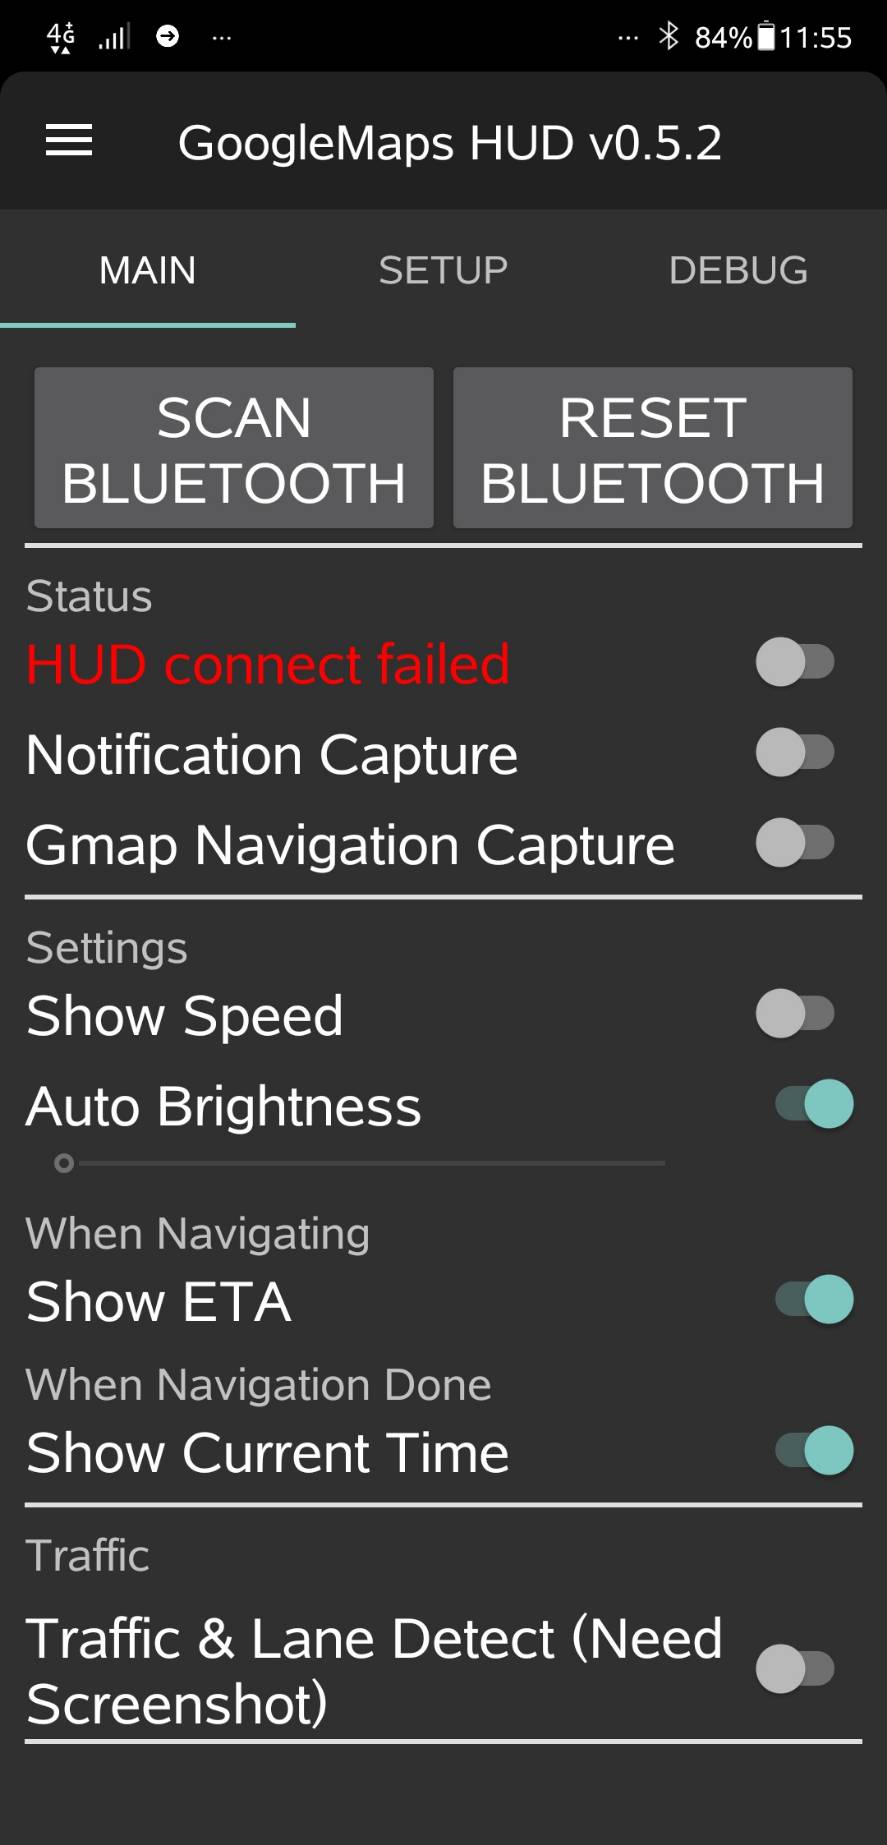 4G 84% 11:55
GoogleMaps HUD v0.5.2
MAIN SETUP DEBUG
SCAN BLUETOOTH
RESET BLUETOOTH
Status
HUD connect failed
Notification Capture
Gmap Navigation Capture
Settings
Show Speed
Auto Brightness
When Navigating
Show ETA
When Navigation Done
Show Current Time
Traffic
Traffic & Lane Detect (Need
Screenshot)